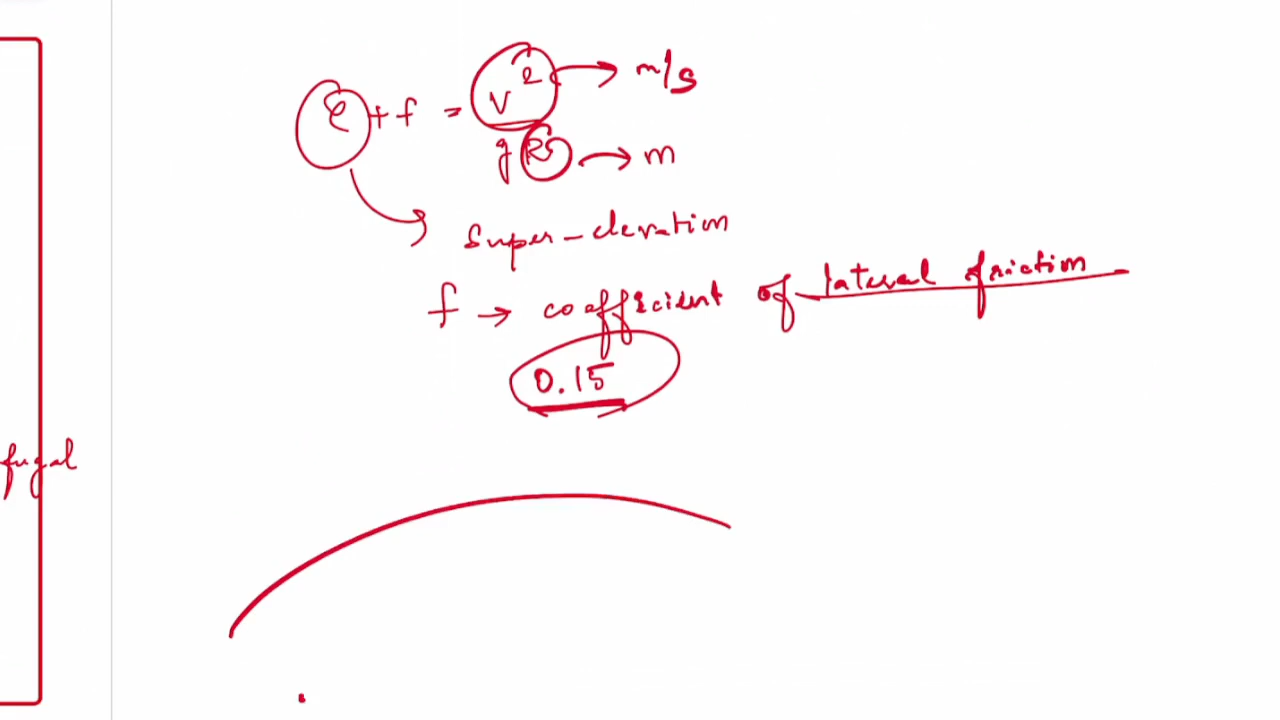 e + f = v² → m/s
gR → m
Super-elevation
f → coefficient of lateral friction
0.15
fugal